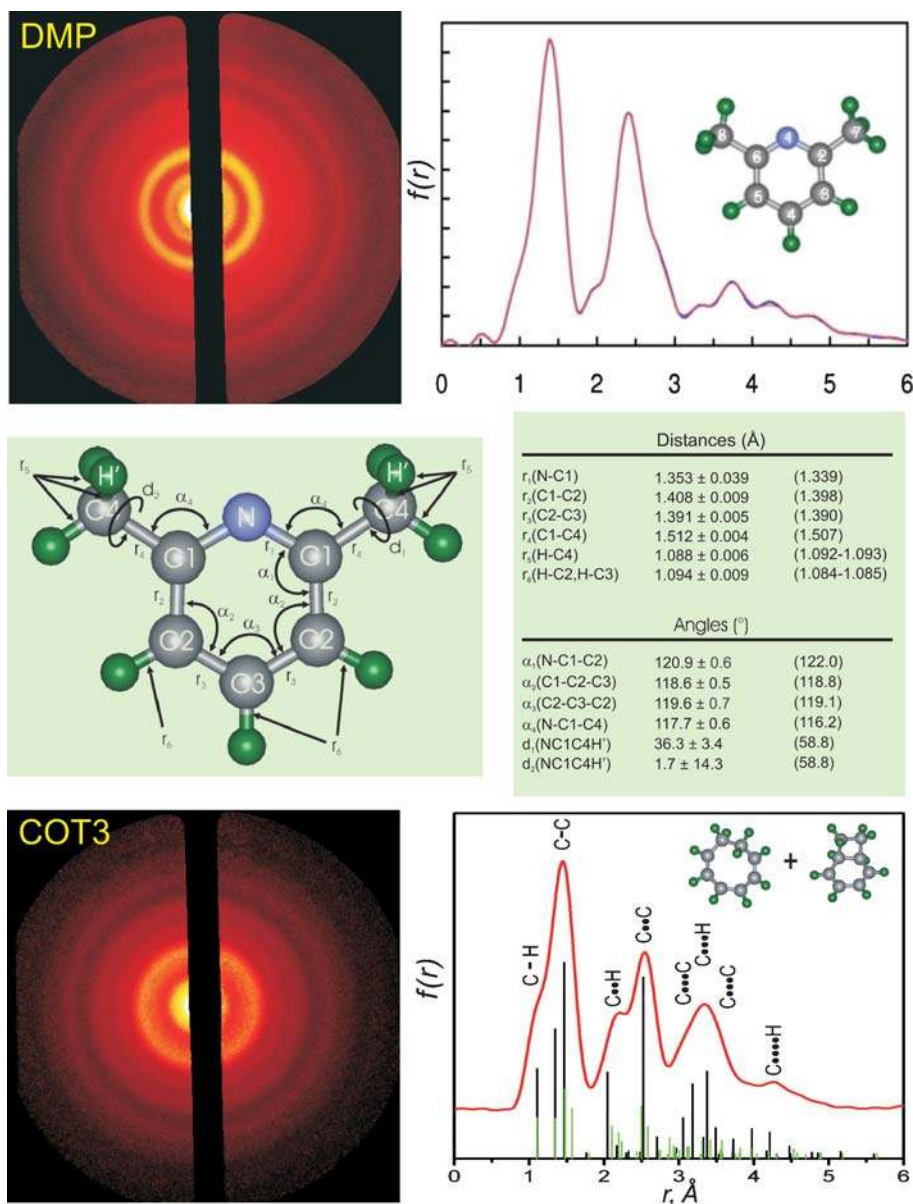 DMP
f(r)
8
4
7
6
2
5
3
4
0 1 2 3 4 5 6
r₅
H'
C4
d₂
α₄
N
α₄
H'
C4
r₅
r₄
r₁
r₄
d₁
C1
C1
α₁
r₂
α₂
α₂
r₂
α₃
C2
C2
r₃
C3
r₃
r₆
r₆
Distances (Å)
r₁(N-C1) 1.353 ± 0.039 (1.339)
r₂(C1-C2) 1.408 ± 0.009 (1.398)
r₃(C2-C3) 1.391 ± 0.005 (1.390)
r₄(C1-C4) 1.512 ± 0.004 (1.507)
r₅(H-C4) 1.088 ± 0.006 (1.092-1.093)
r₆(H-C2,H-C3) 1.094 ± 0.009 (1.084-1.085)
Angles (°)
α₁(N-C1-C2) 120.9 ± 0.6 (122.0)
α₂(C1-C2-C3) 118.6 ± 0.5 (118.8)
α₃(C2-C3-C2) 119.6 ± 0.7 (119.1)
α₄(N-C1-C4) 117.7 ± 0.6 (116.2)
d₁(NC1C4H') 36.3 ± 3.4 (58.8)
d₂(NC1C4H') 1.7 ± 14.3 (58.8)
COT3
f(r)
C - H
C-C
C••H
C••C
C•••C
C•••H
C••••C
C••••H
+
0 1 2 3 4 5 6
r, Å